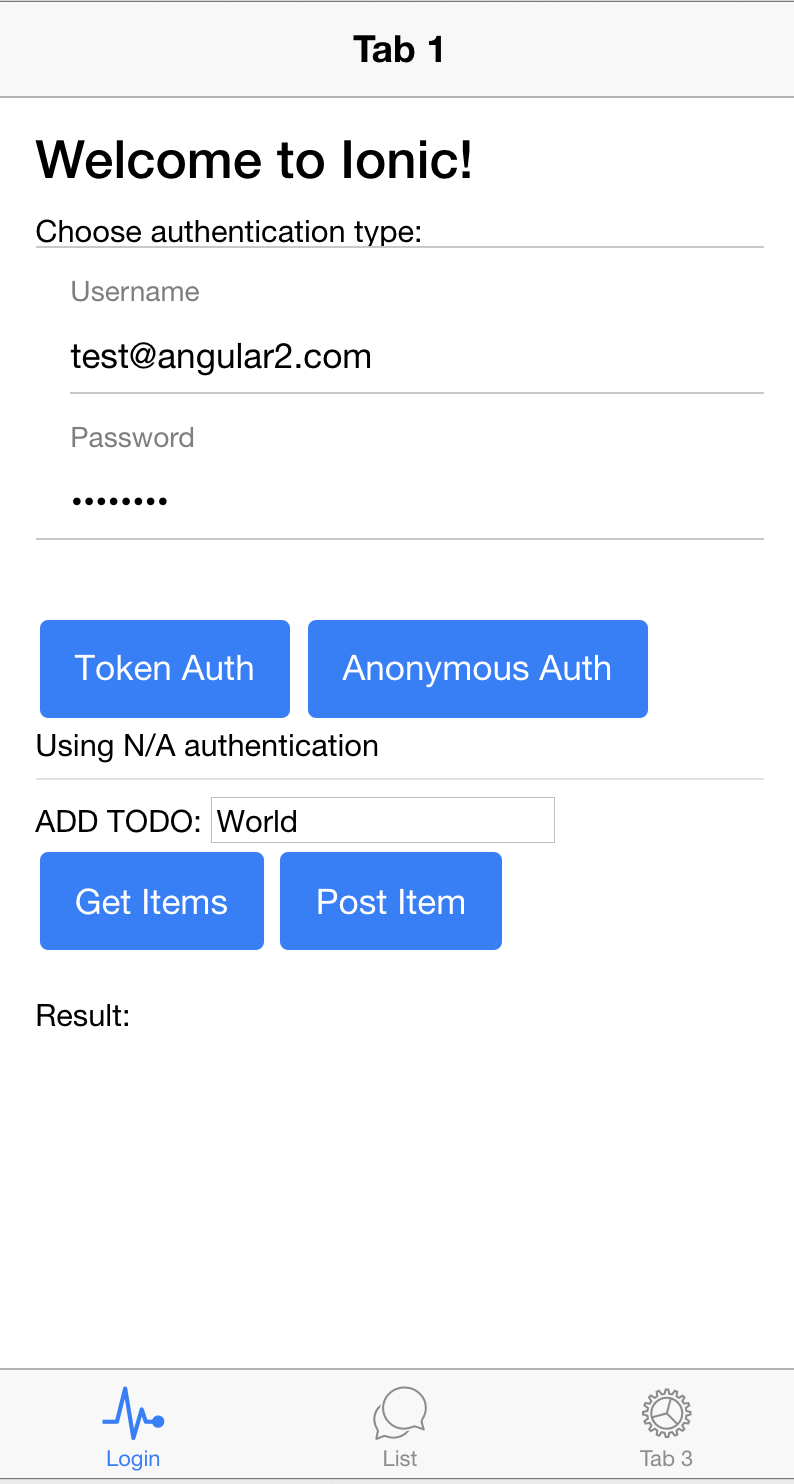 Tab 1
Welcome to Ionic!
Choose authentication type:
Username
test@angular2.com
Password
••••••••
Token Auth Anonymous Auth
Using N/A authentication
ADD TODO: World
Get Items Post Item
Result:
Login List Tab 3